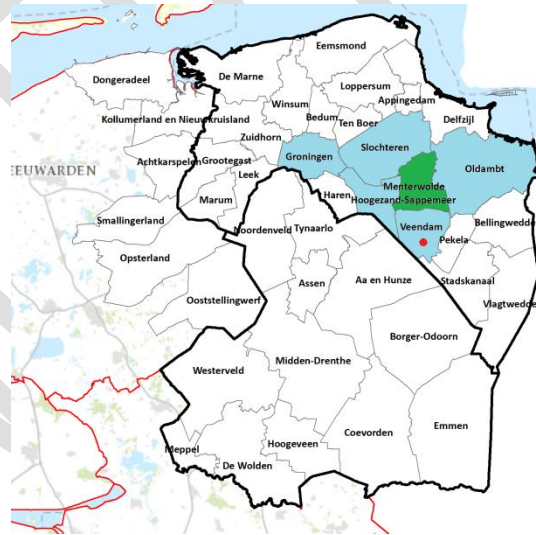 Eemsmond
Dongeradeel
De Marne
Loppersum
Appingedam
Winsum
Bedum
Ten Boer
Delfzijl
Kollumerland en Nieuwkruisland
Zuidhorn
Slochteren
Groningen
Achtkarspelen
Grootegast
Oldambt
EEUWARDEN
Leek
Menterwolde
Haren
Hoogezand-Sappemeer
Marum
Smallingerland
Noordenveld
Tynaarlo
Veendam
Bellingwedde
Pekela
Opsterland
Assen
Aa en Hunze
Stadskanaal
Ooststellingwerf
Vlagtwedde
Borger-Odoorn
Midden-Drenthe
Westerveld
Emmen
Coevorden
Hoogeveen
Meppel
De Wolden